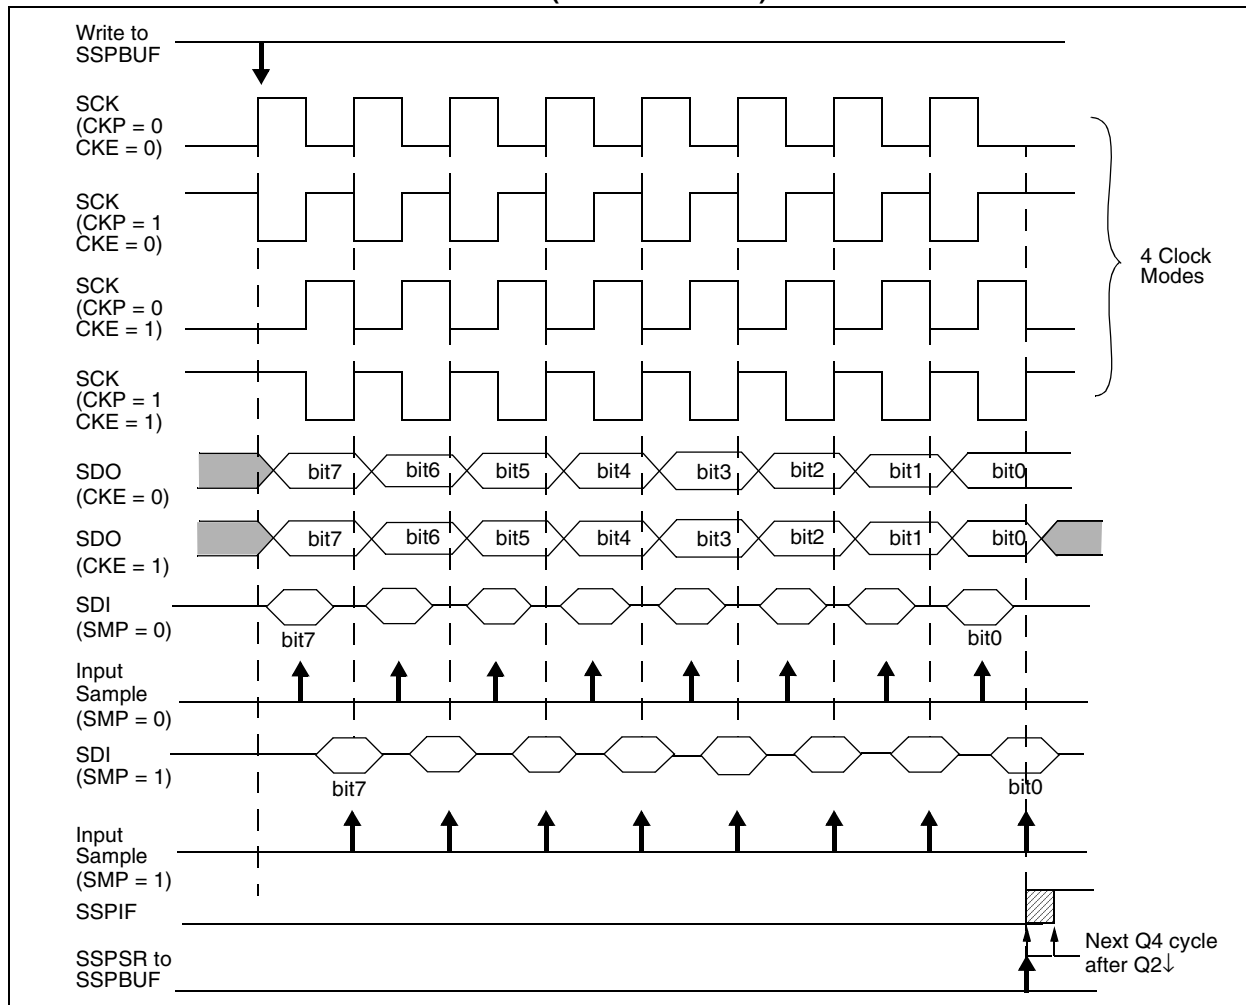 Write to
SSPBUF
SCK
(CKP = 0
CKE = 0)
SCK
(CKP = 1
CKE = 0)
SCK
(CKP = 0
CKE = 1)
SCK
(CKP = 1
CKE = 1)
4 Clock
Modes
SDO
(CKE = 0)
bit7 bit6 bit5 bit4 bit3 bit2 bit1 bit0
SDO
(CKE = 1)
bit7 bit6 bit5 bit4 bit3 bit2 bit1 bit0
SDI
(SMP = 0)
bit7 bit0
Input
Sample
(SMP = 0)
SDI
(SMP = 1)
bit7 bit0
Input
Sample
(SMP = 1)
SSPIF
SSPSR to
SSPBUF
Next Q4 cycle
after Q2↓